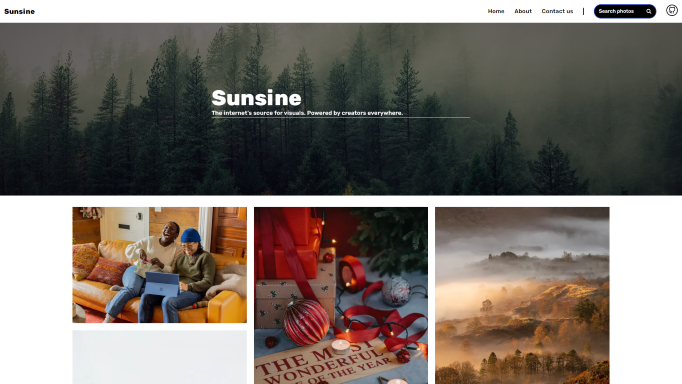 Sunsine
Home About Contact us | Search photos
Sunsine
The internet's source for visuals. Powered by creators everywhere.
THE MOST
WONDERFUL
OF THE YEAR